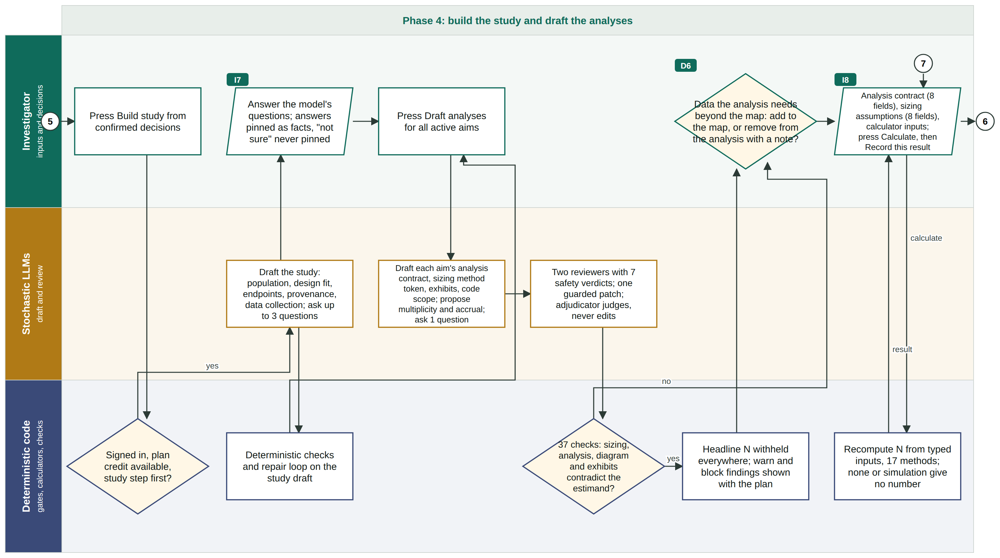 Phase 4: build the study and draft the analyses
Investigator
inputs and decisions
5
Press Build study from
confirmed decisions
I7
Answer the model's
questions; answers
pinned as facts, "not
sure" never pinned
Press Draft analyses
for all active aims
D6
Data the analysis needs
beyond the map: add to
the map, or remove from
the analysis with a note?
7
I8
Analysis contract (8
fields), sizing
assumptions (8 fields),
calculator inputs;
press Calculate, then
Record this result
6
Stochastic LLMs
draft and review
Draft the study:
population, design fit,
endpoints, provenance,
data collection; ask up
to 3 questions
Draft each aim's analysis
contract, sizing method
token, exhibits, code
scope; propose
multiplicity and accrual;
ask 1 question
Two reviewers with 7
safety verdicts; one
guarded patch;
adjudicator judges,
never edits
calculate
result
yes
no
Deterministic code
gates, calculators, checks
Signed in, plan
credit available,
study step first?
Deterministic checks
and repair loop on the
study draft
37 checks: sizing,
analysis, diagram
and exhibits
contradict the
estimand?
yes
Headline N withheld
everywhere; warn and
block findings shown
with the plan
Recompute N from typed
inputs, 17 methods;
none or simulation give
no number